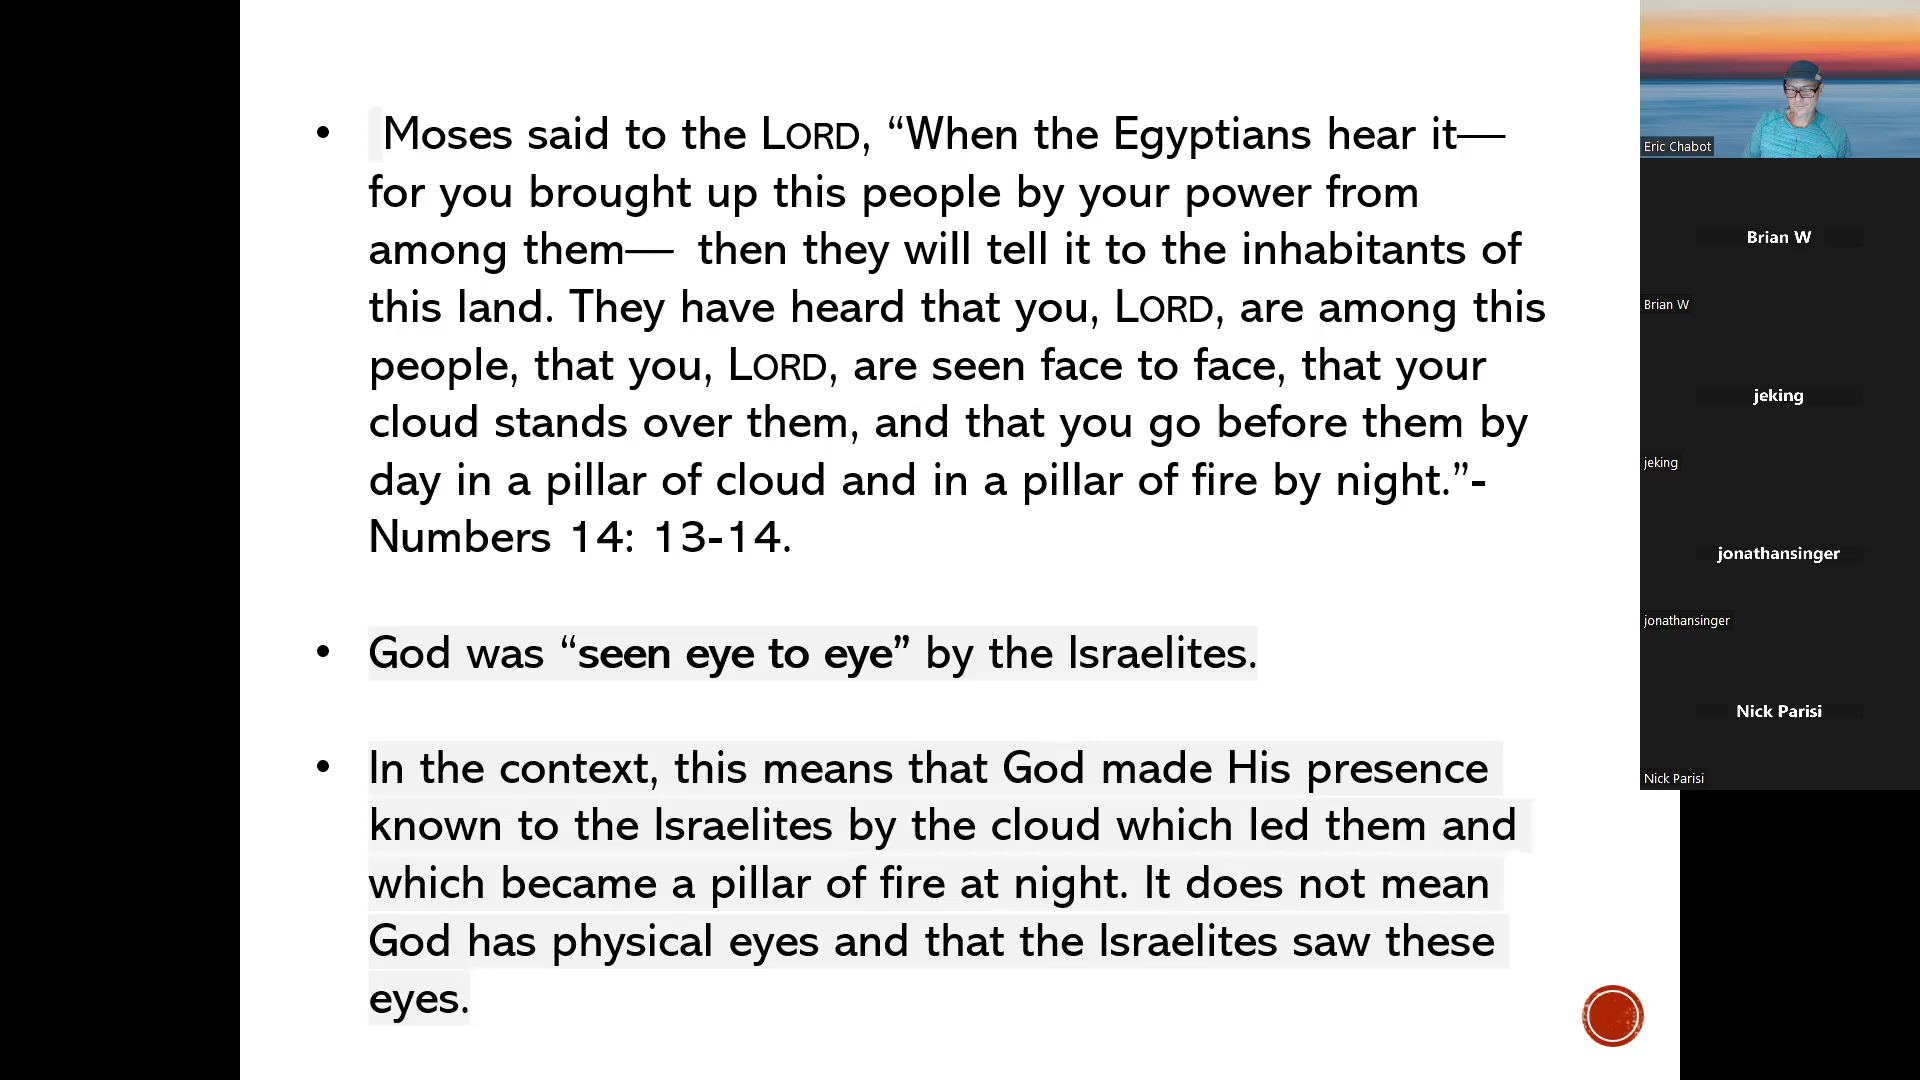 • Moses said to the LORD, “When the Egyptians hear it—
for you brought up this people by your power from
among them— then they will tell it to the inhabitants of
this land. They have heard that you, LORD, are among this
people, that you, LORD, are seen face to face, that your
cloud stands over them, and that you go before them by
day in a pillar of cloud and in a pillar of fire by night.”-
Numbers 14: 13-14.
• God was “seen eye to eye” by the Israelites.
• In the context, this means that God made His presence
known to the Israelites by the cloud which led them and
which became a pillar of fire at night. It does not mean
God has physical eyes and that the Israelites saw these
eyes.
Eric Chabot
Brian W
Brian W
jeking
jeking
jonathansinger
jonathansinger
Nick Parisi
Nick Parisi